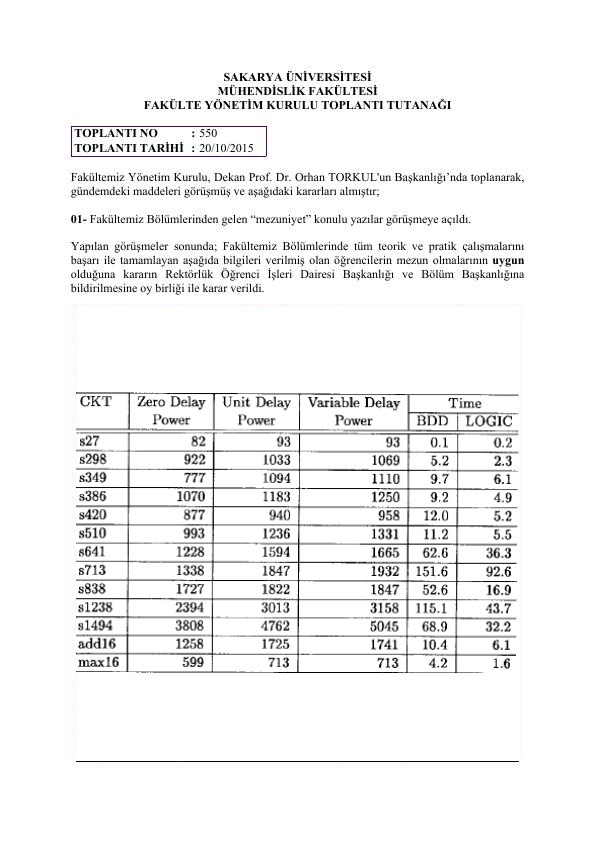 SAKARYA ÜNİVERSİTESİ
MÜHENDİSLİK FAKÜLTESİ
FAKÜLTE YÖNETİM KURULU TOPLANTI TUTANAĞI
TOPLANTI NO : 550
TOPLANTI TARİHİ : 20/10/2015
Fakültemiz Yönetim Kurulu, Dekan Prof. Dr. Orhan TORKUL'un Başkanlığı’nda toplanarak,
gündemdeki maddeleri görüşmüş ve aşağıdaki kararları almıştır;
01- Fakültemiz Bölümlerinden gelen “mezuniyet” konulu yazılar görüşmeye açıldı.
Yapılan görüşmeler sonunda; Fakültemiz Bölümlerinde tüm teorik ve pratik çalışmalarını
başarı ile tamamlayan aşağıda bilgileri verilmiş olan öğrencilerin mezun olmalarının uygun
olduğuna kararın Rektörlük Öğrenci İşleri Dairesi Başkanlığı ve Bölüm Başkanlığına
bildirilmesine oy birliği ile karar verildi.
CKT Zero Delay Unit Delay Variable Delay Time
Power Power Power BDD LOGIC
s27 82 93 93 0.1 0.2
s298 922 1033 1069 5.2 2.3
s349 777 1094 1110 9.7 6.1
s386 1070 1183 1250 9.2 4.9
s420 877 940 958 12.0 5.2
s510 993 1236 1331 11.2 5.5
s641 1228 1594 1665 62.6 36.3
s713 1338 1847 1932 151.6 92.6
s838 1727 1822 1847 52.6 16.9
s1238 2394 3013 3158 115.1 43.7
s1494 3808 4762 5045 68.9 32.2
add16 1258 1725 1741 10.4 6.1
max16 599 713 713 4.2 1.6